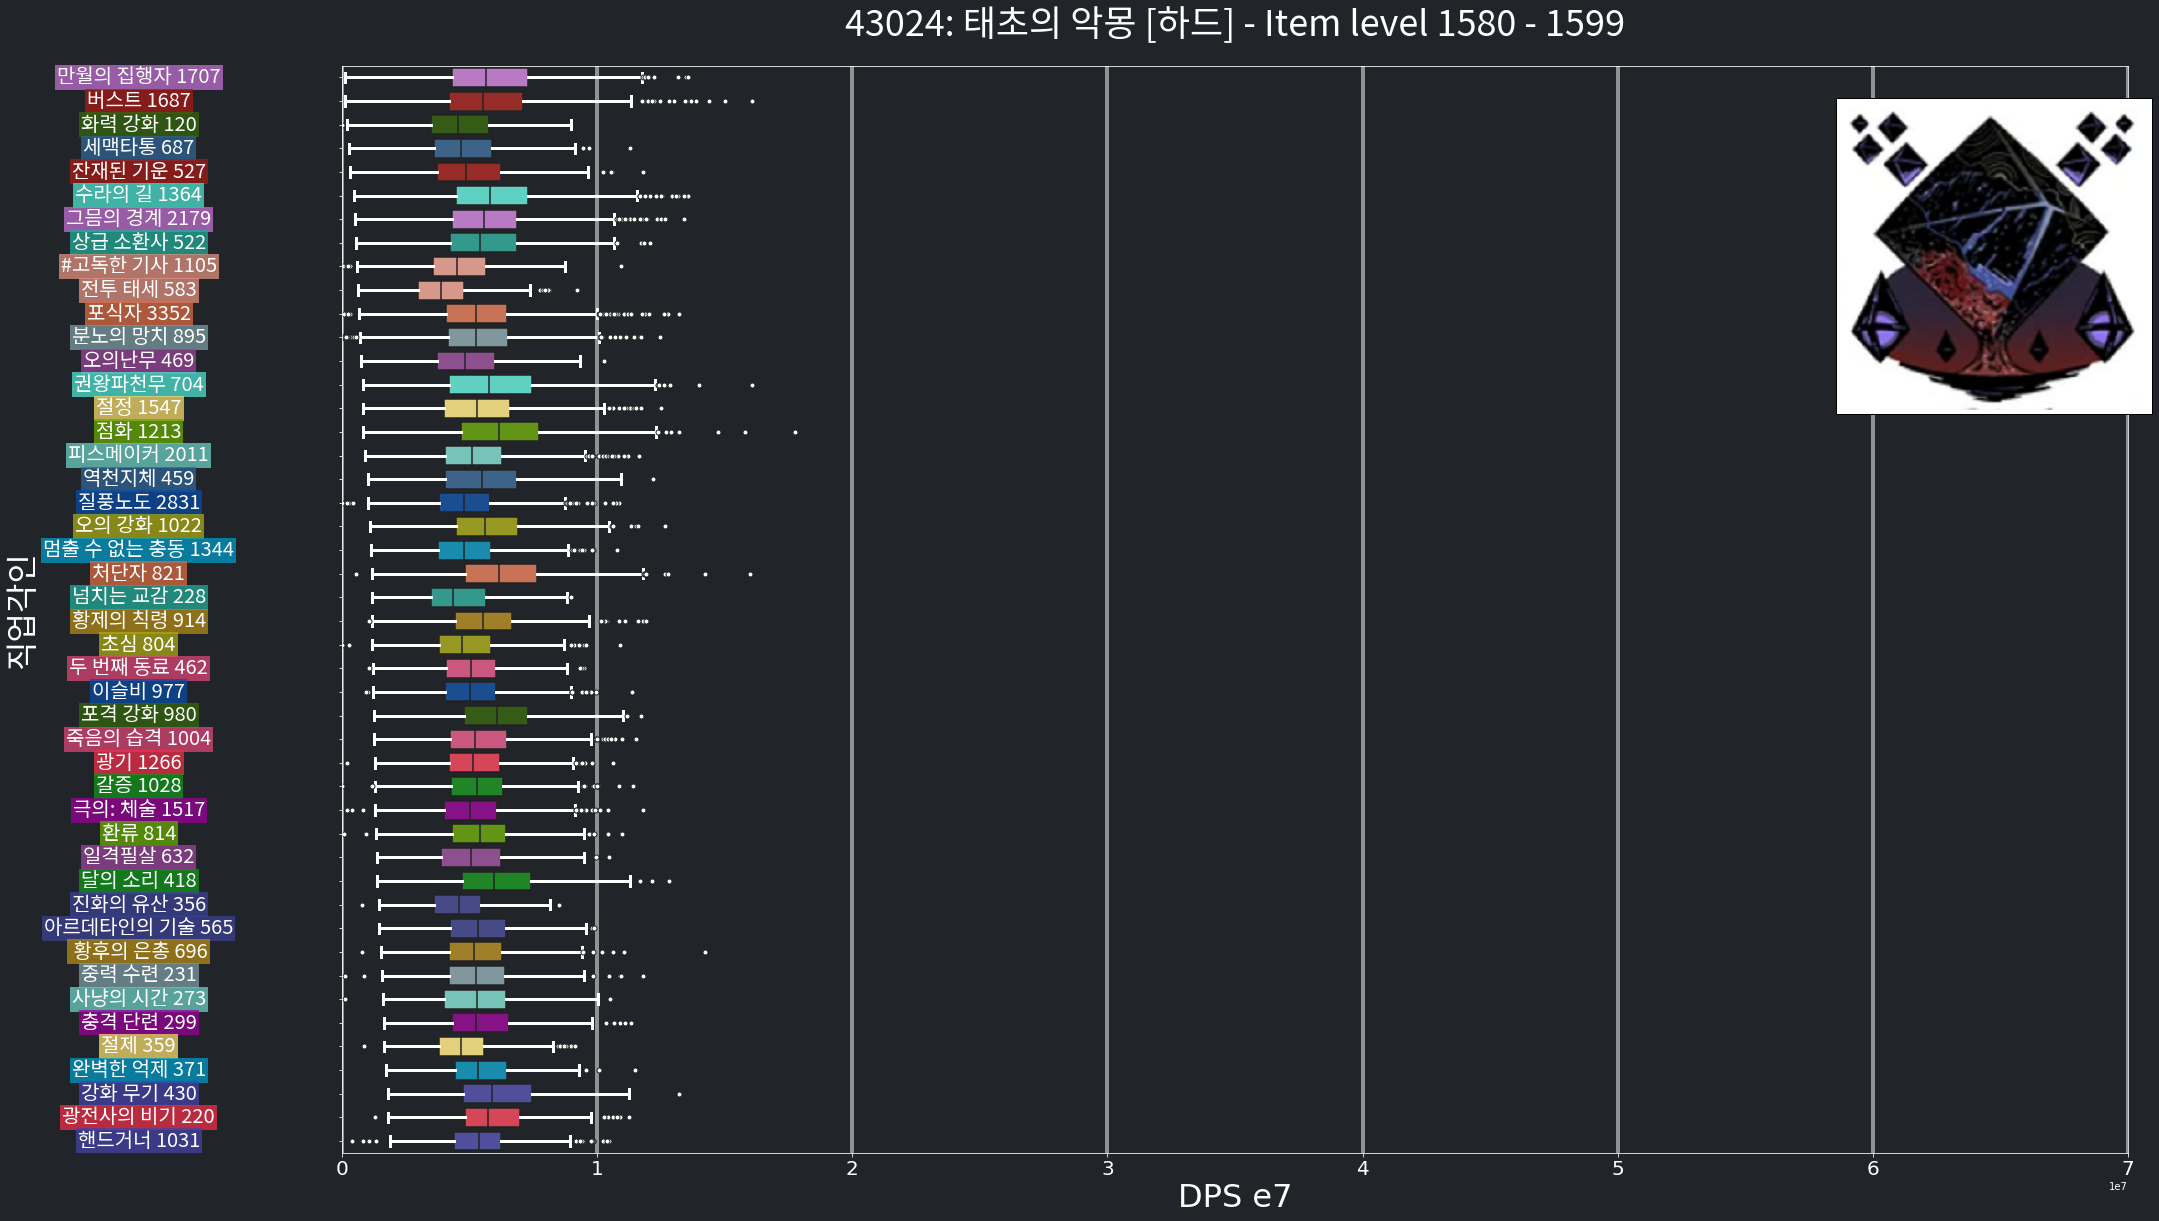 43024: 태초의 악몽 [하드] - Item level 1580 - 1599
만월의 집행자 1707
버스트 1687
화력 강화 120
세맥타통 687
잔재된 기운 527
수라의 길 1364
그믐의 경계 2179
상급 소환사 522
#고독한 기사 1105
전투 태세 583
포식자 3352
분노의 망치 895
오의난무 469
권왕파천무 704
절정 1547
점화 1213
피스메이커 2011
역천지체 459
질풍노도 2831
오의 강화 1022
멈출 수 없는 충동 1344
처단자 821
넘치는 교감 228
황제의 칙령 914
초심 804
두 번째 동료 462
이슬비 977
포격 강화 980
죽음의 습격 1004
광기 1266
갈증 1028
극의: 체술 1517
환류 814
일격필살 632
달의 소리 418
진화의 유산 356
아르데타인의 기술 565
황후의 은총 696
중력 수련 231
사냥의 시간 273
충격 단련 299
절제 359
완벽한 억제 371
강화 무기 430
광전사의 비기 220
핸드거너 1031
직업각인
0 1 2 3 4 5 6 7
1e7
DPS e7